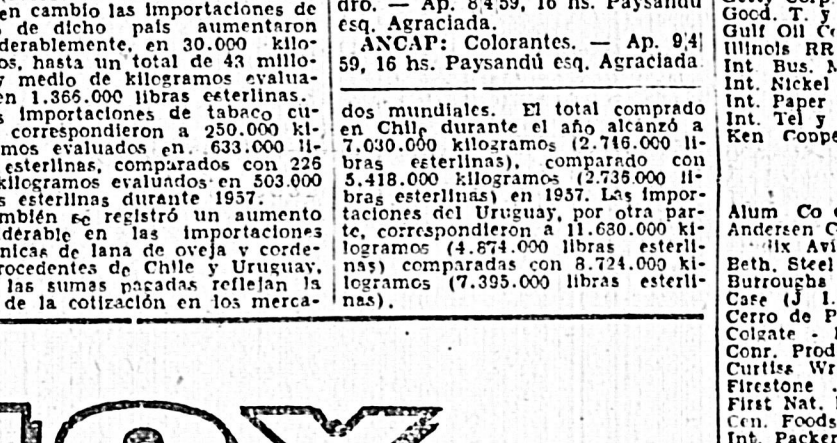 en cambio las importaciones de
de dicho país aumentaron
derablemente, en 30.000 kilo-
os, hasta un total de 43 millo-
y medio de kilogramos evalua-
en 1.366.000 libras esterlinas.
s importaciones de tabaco cu-
correspondieron a 250.000 ki-
mos evaluados en 633.000 li-
esterlinas, comparados con 226
kilogramos evaluados en 503.000
s esterlinas durante 1957.
mbién se registró un aumento
iderable en las importaciones
nicas de lana de oveja y corde-
rocedentes de Chile y Uruguay,
las sumas pagadas reflejan la
de la cotización en los merca-
dro. — Ap. 8|4|59, 16 hs. Paysandú
esq. Agraciada.
ANCAP: Colorantes. — Ap. 9|4|
59, 16 hs. Paysandú esq. Agraciada.
dos mundiales. El total comprado
en Chile durante el año alcanzó a
7.030.000 kilogramos (2.716.000 li-
bras esterlinas), comparado con
5.418.000 kilogramos (2.735.000 li-
bras esterlinas) en 1957. Las impor-
taciones del Uruguay, por otra par-
te, correspondieron a 11.630.000 ki-
logramos (4.874.000 libras esterli-
nas) comparadas con 8.724.000 ki-
logramos (7.395.000 libras esterli-
nas).
Good. T. y
Gulf Oil
Illinois RR
Int. Bus. M
Int. Nickel
Int. Paper
Int. Tel y
Ken Coppe
Alum Co
Andersen C
Avi
Beth. Steel
Burroughs
Case (J I.
Cerro de P
Colgate -
Conr. Prod
Curtiss Wr
Firestone
First Nat.
Gen. Foods
Int. Packe